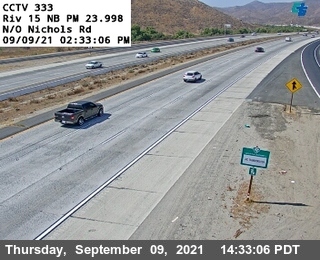 CCTV 333
Riv 15 NB PM 23.998
N/O Nichols Rd
09/09/21 02:33:06 PM
Thursday, September 09, 2021 14:33:06 PDT